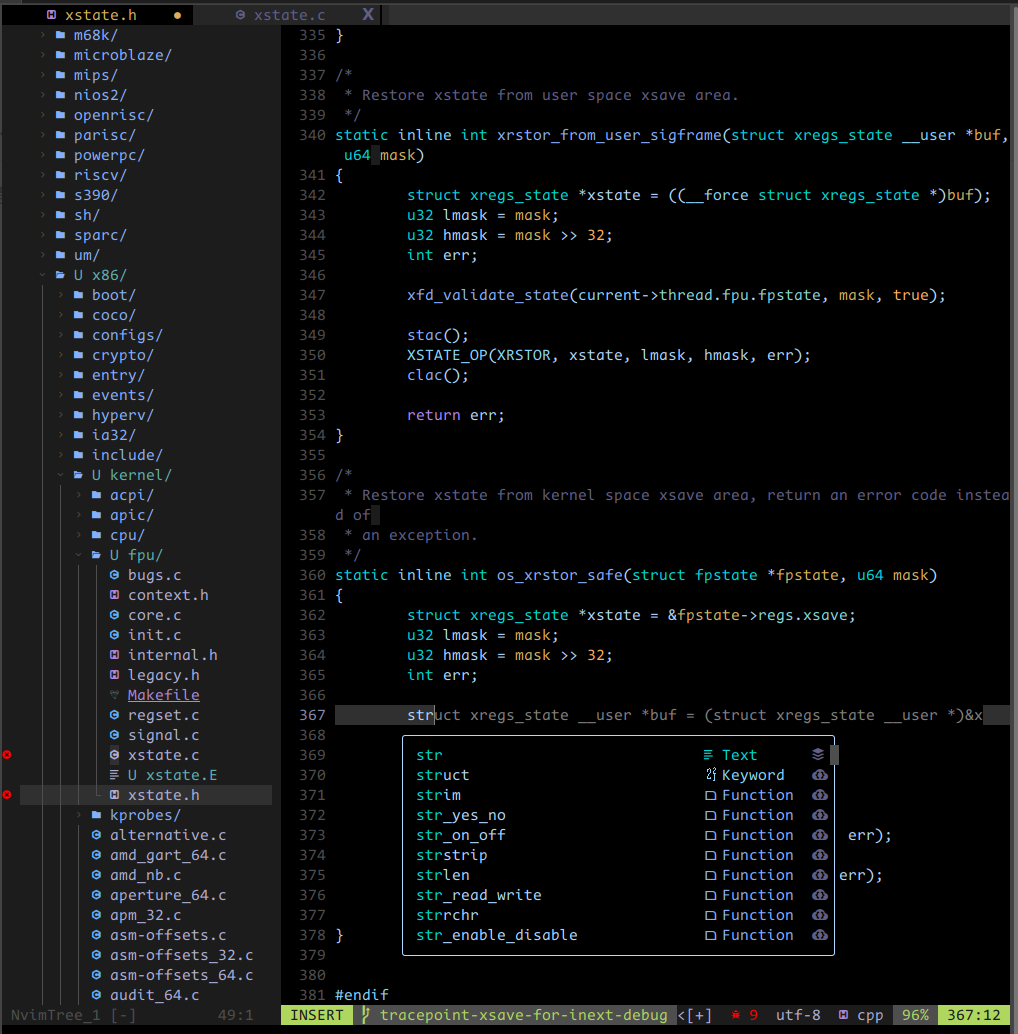 xstate.h ● xstate.c X
m68k/
microblaze/
mips/
nios2/
openrisc/
parisc/
powerpc/
riscv/
s390/
sh/
sparc/
um/
U x86/
boot/
coco/
configs/
crypto/
entry/
events/
hyperv/
ia32/
include/
U kernel/
acpi/
apic/
cpu/
U fpu/
bugs.c
context.h
core.c
init.c
internal.h
legacy.h
Makefile
regset.c
signal.c
xstate.c
U xstate.E
xstate.h
kprobes/
alternative.c
amd_gart_64.c
amd_nb.c
aperture_64.c
apm_32.c
asm-offsets.c
asm-offsets_32.c
asm-offsets_64.c
audit_64.c
NvimTree_1 [-] 49:1
335 }
336
337 /*
338  * Restore xstate from user space xsave area.
339  */
340 static inline int xrstor_from_user_sigframe(struct xregs_state __user *buf,
 u64 mask)
341 {
342         struct xregs_state *xstate = ((__force struct xregs_state *)buf);
343         u32 lmask = mask;
344         u32 hmask = mask >> 32;
345         int err;
346
347         xfd_validate_state(current->thread.fpu.fpstate, mask, true);
348
349         stac();
350         XSTATE_OP(XRSTOR, xstate, lmask, hmask, err);
351         clac();
352
353         return err;
354 }
355
356 /*
357  * Restore xstate from kernel space xsave area, return an error code instea
d of
358  * an exception.
359  */
360 static inline int os_xrstor_safe(struct fpstate *fpstate, u64 mask)
361 {
362         struct xregs_state *xstate = &fpstate->regs.xsave;
363         u32 lmask = mask;
364         u32 hmask = mask >> 32;
365         int err;
366
367         struct xregs_state __user *buf = (struct xregs_state __user *)&x
368
369 str Text
370 struct Keyword
371 strim Function
372 str_yes_no Function
373 str_on_off Function err);
374 strstrip Function
375 strlen Function err);
376 str_read_write Function
377 strrchr Function
378 } str_enable_disable Function
379
380
381 #endif
INSERT tracepoint-xsave-for-inext-debug <[+] 9 utf-8 cpp 96% 367:12